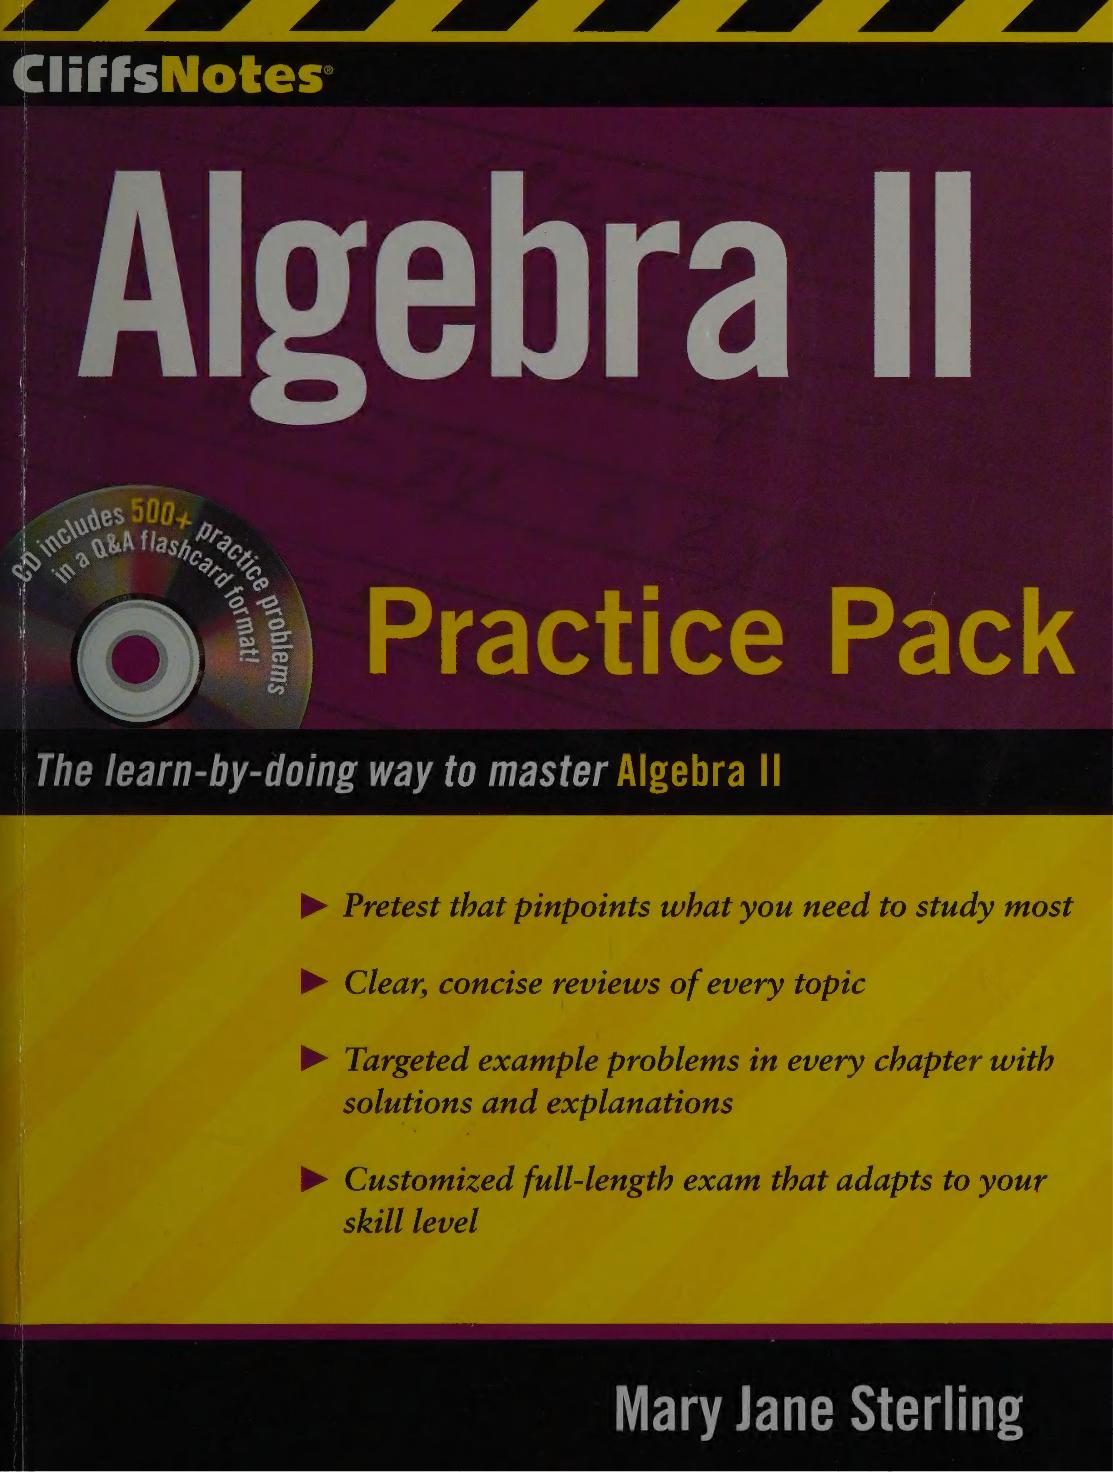 CliffsNotes®
Algebra II
CD includes 500+ practice problems
in a Q&A flashcard format!
Practice Pack
The learn-by-doing way to master Algebra II
Pretest that pinpoints what you need to study most
Clear, concise reviews of every topic
Targeted example problems in every chapter with
solutions and explanations
Customized full-length exam that adapts to your
skill level
Mary Jane Sterling